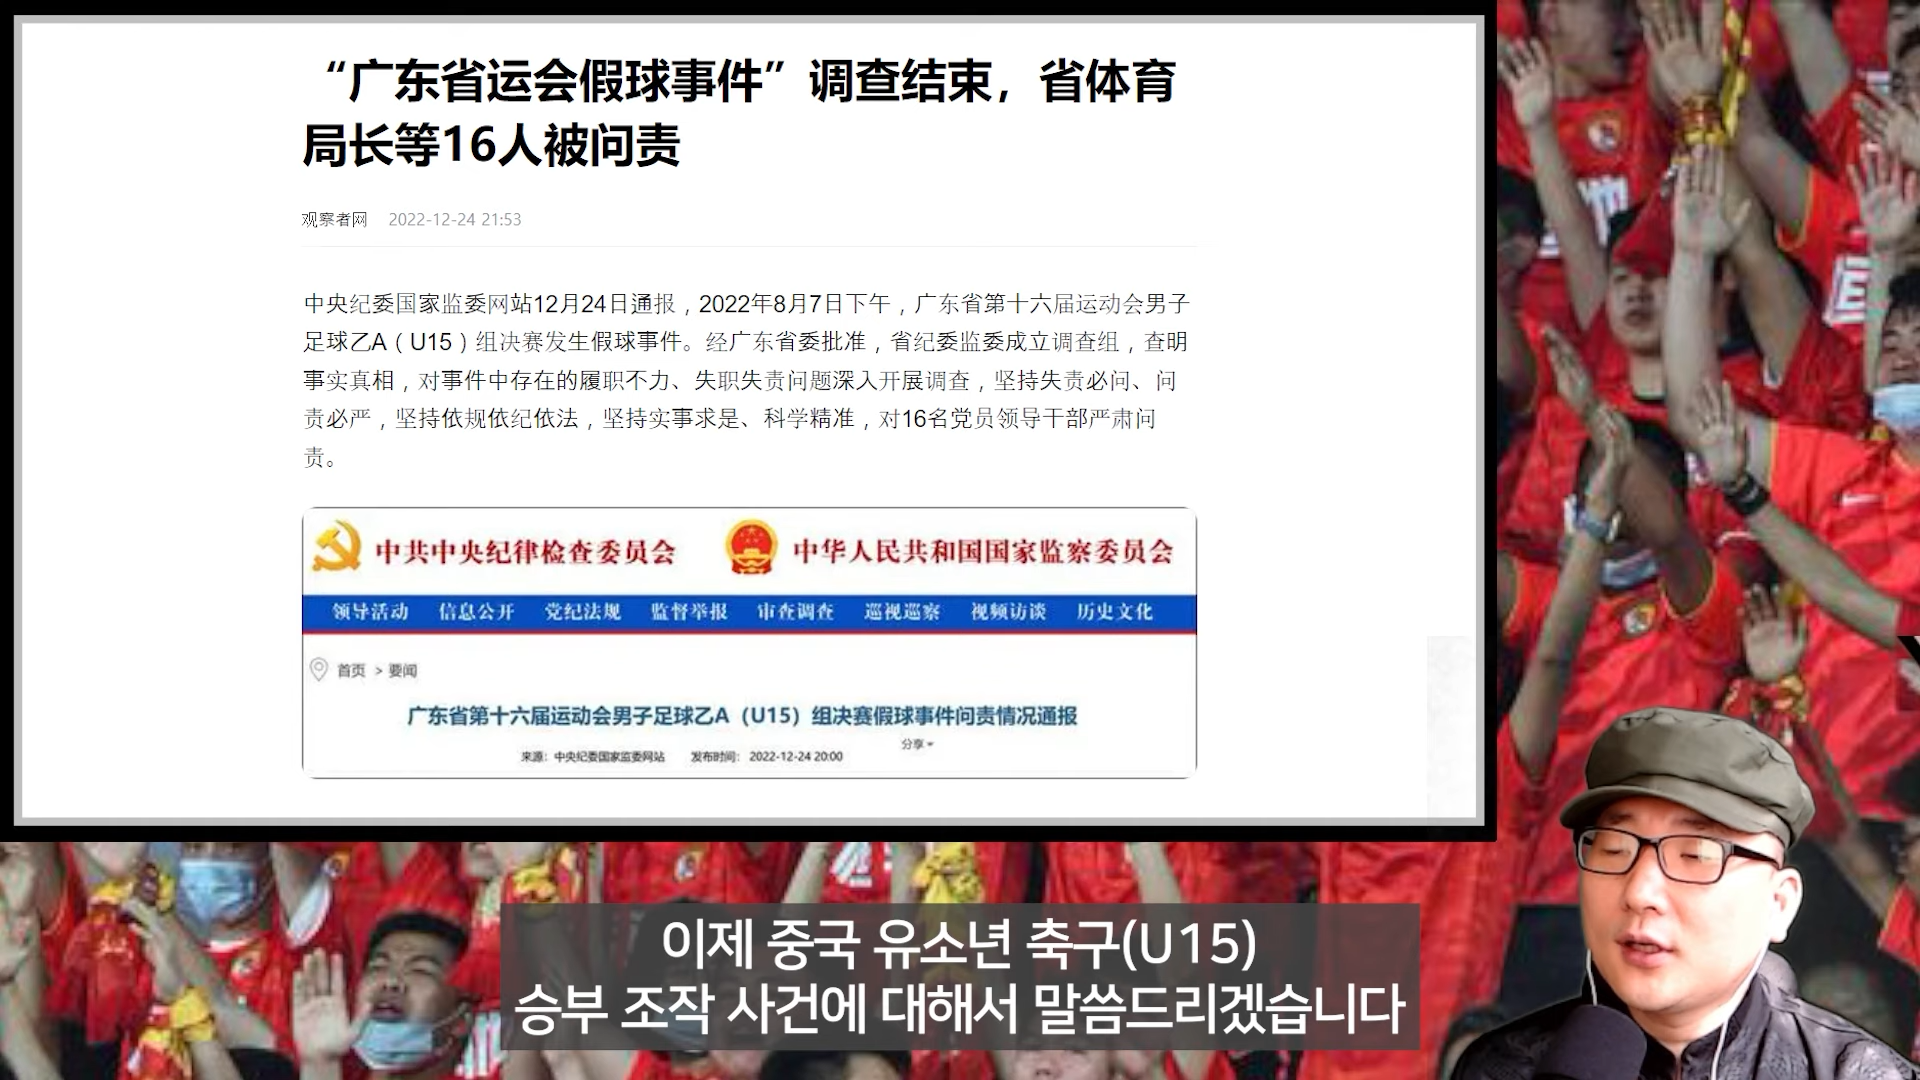 “广东省运会假球事件”调查结束，省体育
局长等16人被问责
观察者网 2022-12-24 21:53
中央纪委国家监委网站12月24日通报，2022年8月7日下午，广东省第十六届运动会男子
足球乙A（U15）组决赛发生假球事件。经广东省委批准，省纪委监委成立调查组，查明
事实真相，对事件中存在的履职不力、失职失责问题深入开展调查，坚持失责必问、问
责必严，坚持依规依纪依法，坚持实事求是、科学精准，对16名党员领导干部严肃问
责。
中共中央纪律检查委员会 中华人民共和国国家监察委员会
领导活动 信息公开 党纪法规 监督举报 审查调查 巡视巡察 视频访谈 历史文化
首页 > 要闻
广东省第十六届运动会男子足球乙A（U15）组决赛假球事件问责情况通报
分享
来源：中央纪委国家监委网站 发布时间：2022-12-24 20:00
이제 중국 유소년 축구(U15)
승부 조작 사건에 대해서 말씀드리겠습니다